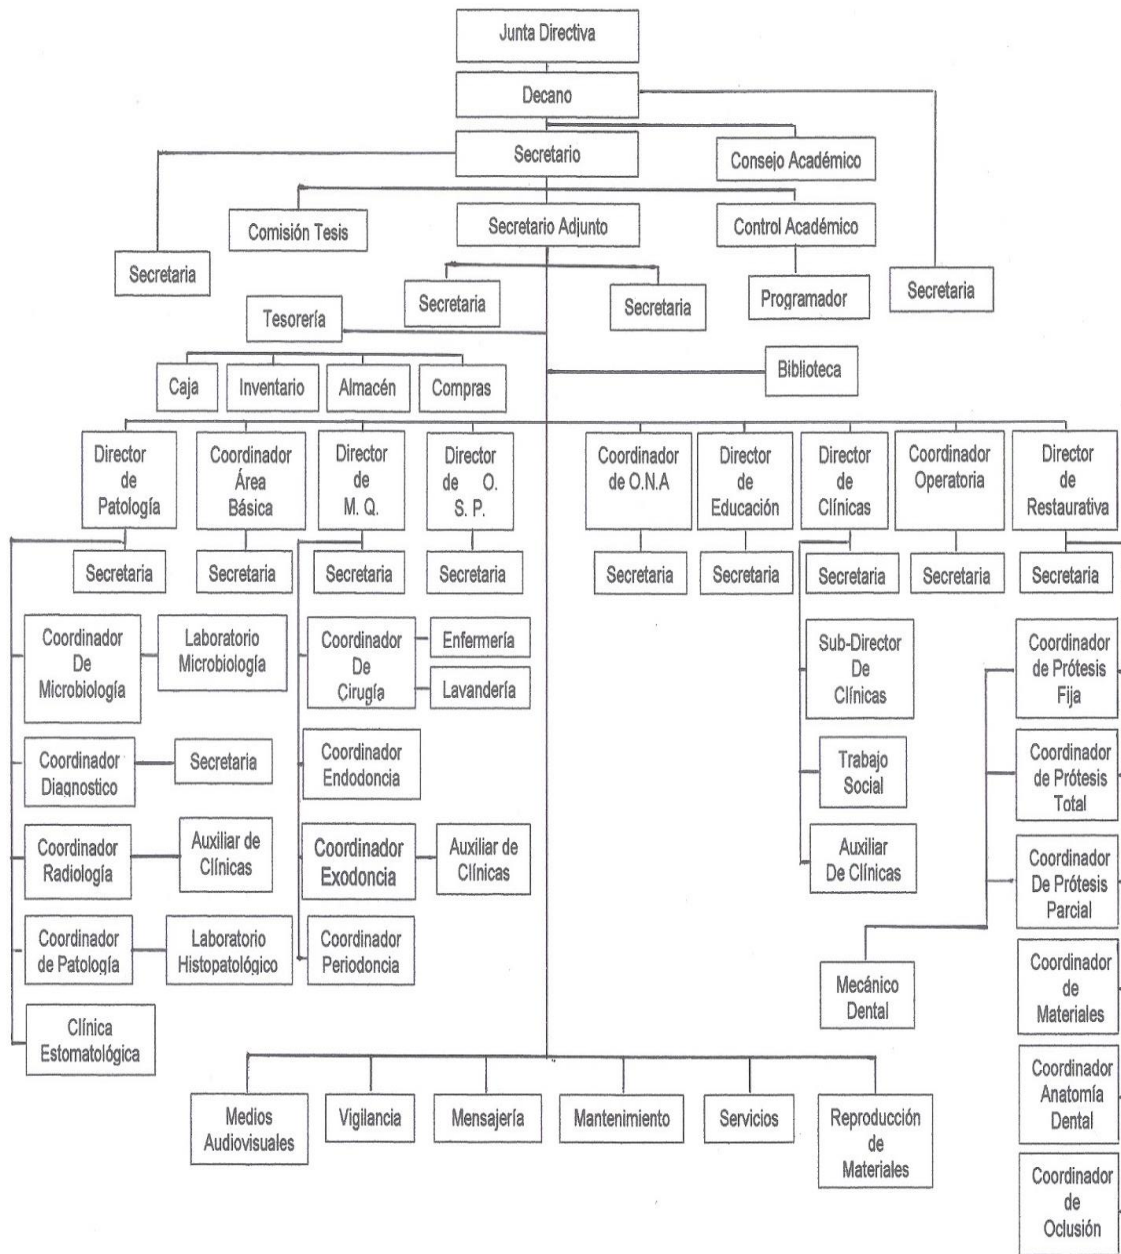 Junta Directiva
Decano
Secretario
Consejo Académico
Comisión Tesis
Secretario Adjunto
Control Académico
Secretaria
Secretaria
Secretaria
Programador
Secretaria
Tesorería
Biblioteca
Caja
Inventario
Almacén
Compras
Director
de
Patología
Coordinador
Área
Básica
Director
de
M. Q.
Director
de O.
S. P.
Coordinador
de O.N.A
Director
de
Educación
Director
de
Clínicas
Coordinador
Operatoria
Director
de
Restaurativa
Secretaria
Secretaria
Secretaria
Secretaria
Secretaria
Secretaria
Secretaria
Secretaria
Secretaria
Coordinador
De
Microbiología
Laboratorio
Microbiología
Coordinador
Diagnostico
Secretaria
Coordinador
Radiología
Auxiliar de
Clínicas
Coordinador
de Patología
Laboratorio
Histopatológico
Clínica
Estomatológica
Coordinador
De
Cirugía
Enfermería
Lavandería
Coordinador
Endodoncia
Coordinador
Exodoncia
Auxiliar de
Clínicas
Coordinador
Periodoncia
Sub-Director
De
Clínicas
Trabajo
Social
Auxiliar
De Clínicas
Coordinador
de Prótesis
Fija
Coordinador
de Prótesis
Total
Coordinador
De Prótesis
Parcial
Mecánico
Dental
Coordinador
de
Materiales
Coordinador
Anatomía
Dental
Coordinador
de
Oclusión
Medios
Audiovisuales
Vigilancia
Mensajería
Mantenimiento
Servicios
Reproducción
de
Materiales